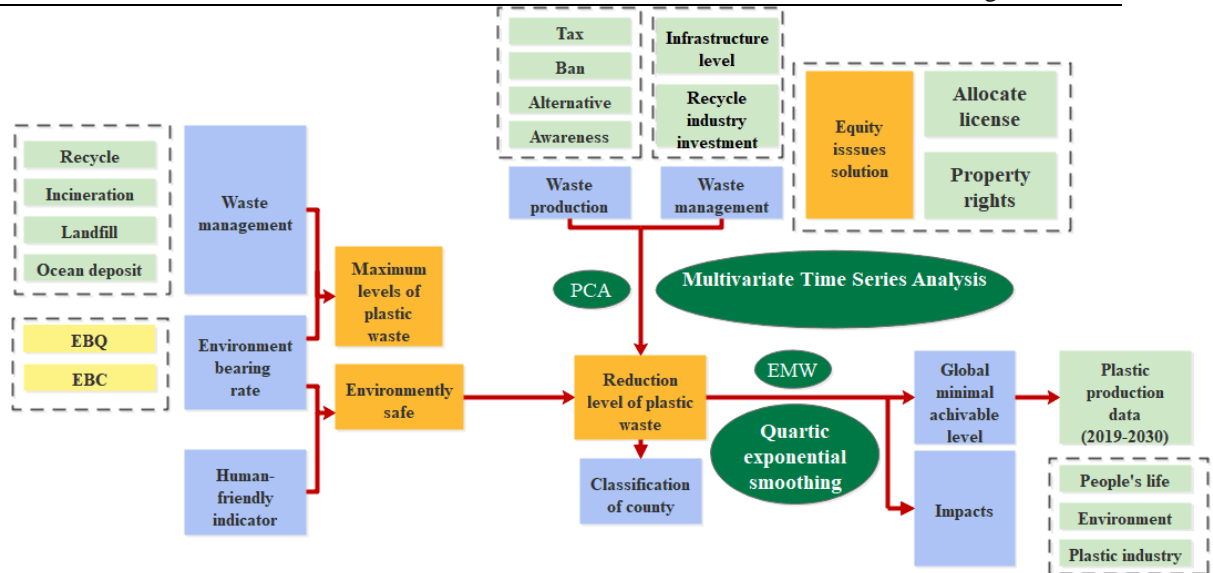 Tax
Ban
Alternative
Awareness
Infrastructure
level
Recycle
industry
investment
Waste
production
Waste
management
Equity
isssues
solution
Allocate
license
Property
rights
Recycle
Incineration
Landfill
Ocean deposit
Waste
management
EBQ
EBC
Environment
bearing
rate
Human-
friendly
indicator
Maximum
levels of
plastic
waste
Environmently
safe
PCA
Multivariate Time Series Analysis
Reduction
level of plastic
waste
Classification
of county
EMW
Quartic
exponential
smoothing
Global
minimal
achivable
level
Plastic
production
data
(2019-2030)
Impacts
People's life
Environment
Plastic industry